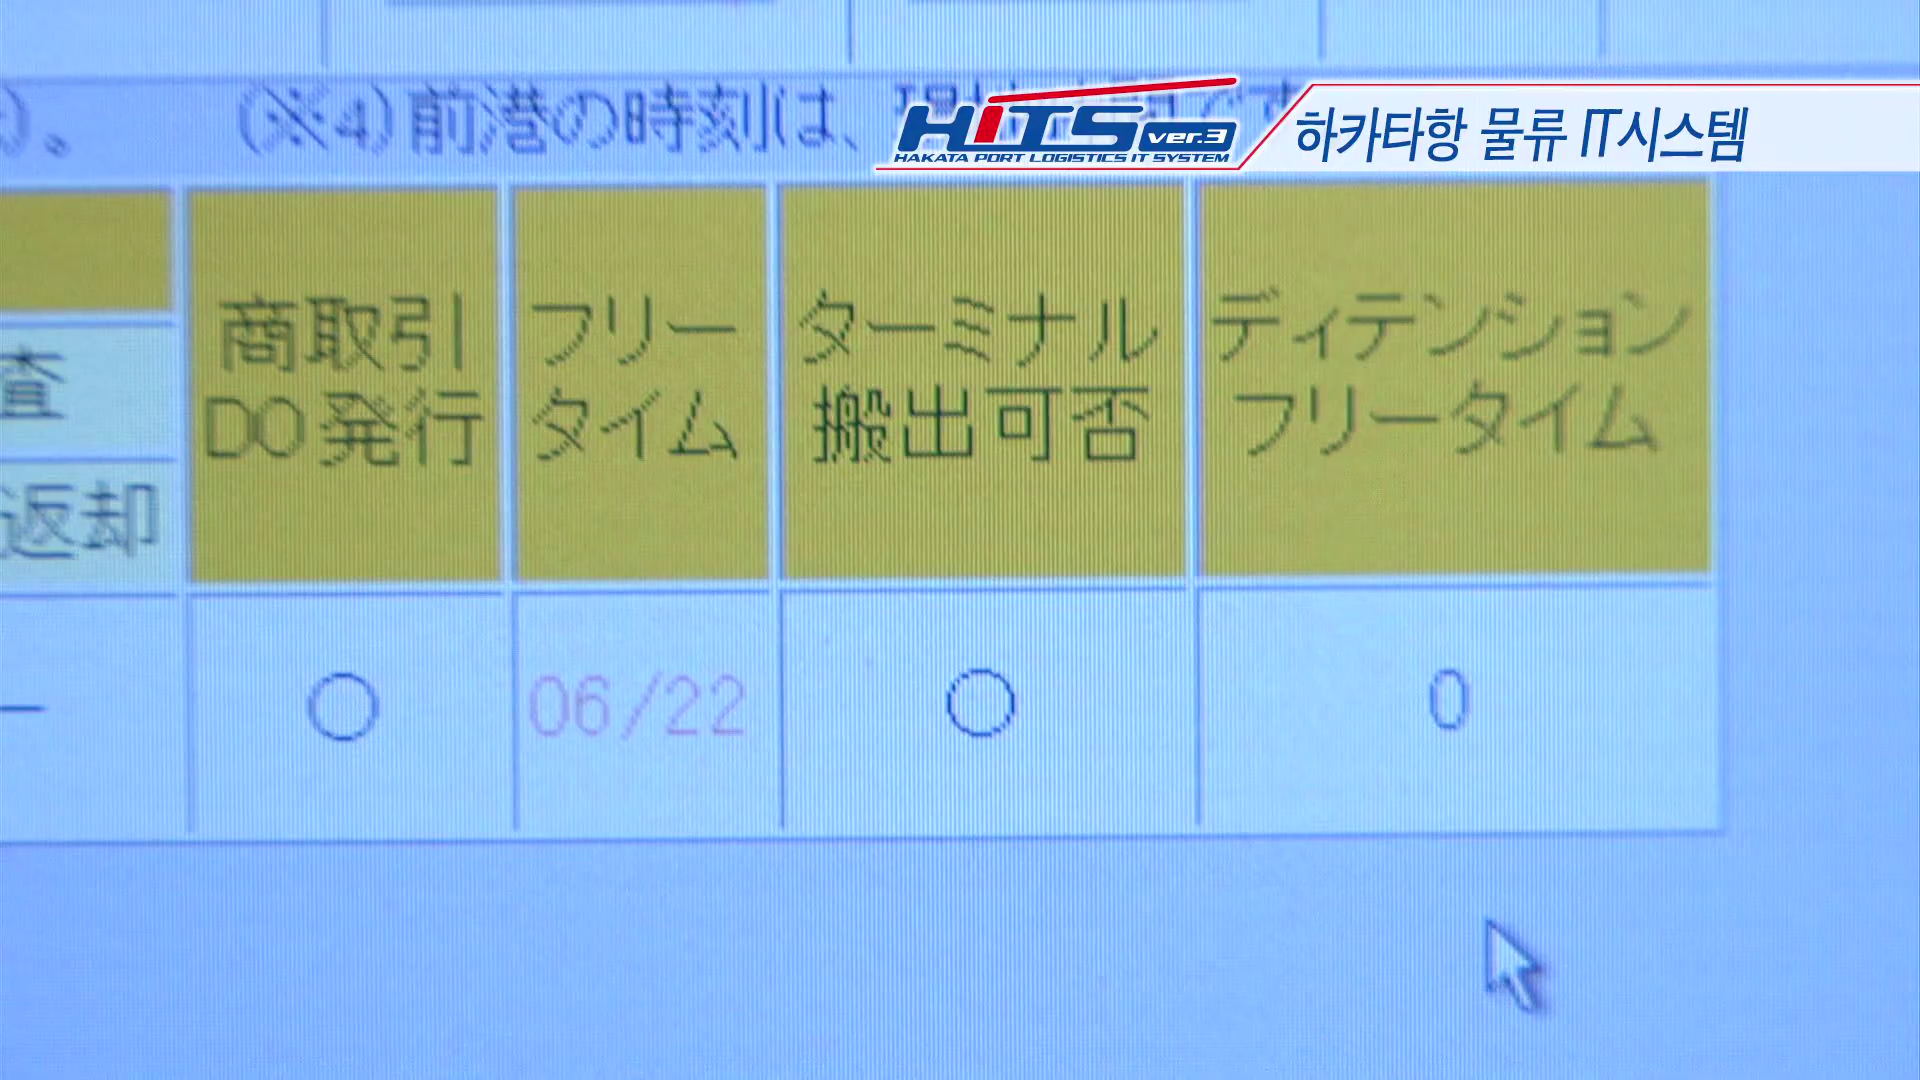 。 (※4)前港の時刻は、
HiTS ver.3
HAKATA PORT LOGISTICS IT SYSTEM
하카타항 물류 IT시스템
査
返却
商取引
DO発行
フリー
タイム
ターミナル
搬出可否
ディテンション
フリータイム
ー
○
06/22
○
0